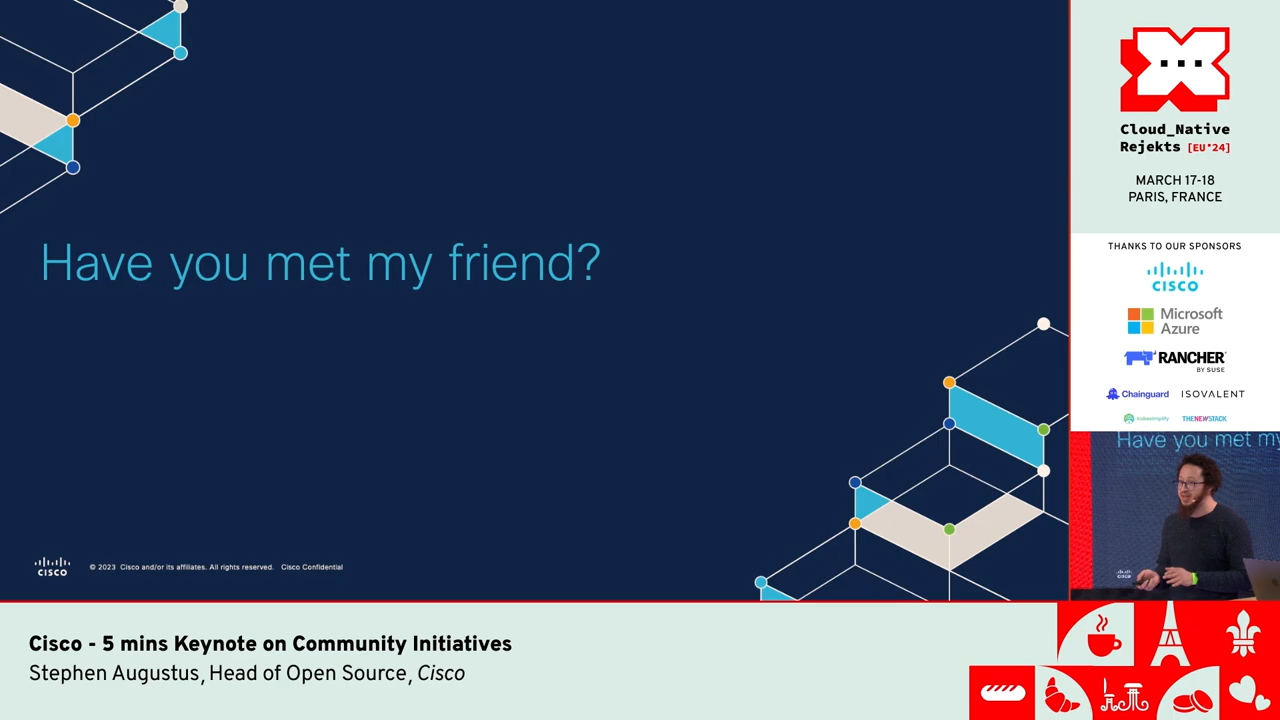 Have you met my friend?
CISCO
© 2023 Cisco and/or its affiliates. All rights reserved. Cisco Confidential
Cloud_Native
Rejekts [EU'24]
MARCH 17-18
PARIS, FRANCE
THANKS TO OUR SPONSORS
CISCO
Microsoft
Azure
RANCHER
BY SUSE
Chainguard
ISOVALENT
kubesimplify
THENEWSTACK
Have you met my
Cisco - 5 mins Keynote on Community Initiatives
Stephen Augustus, Head of Open Source, Cisco